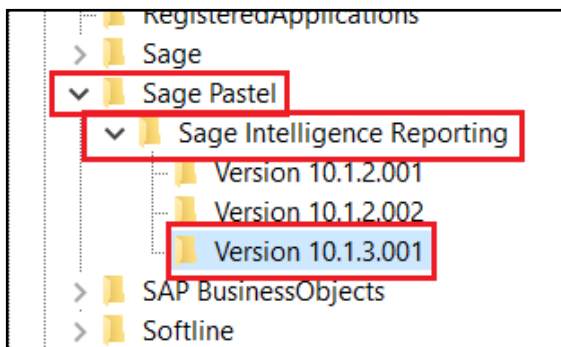 RegisteredApplications
Sage
Sage Pastel
Sage Intelligence Reporting
Version 10.1.2.001
Version 10.1.2.002
Version 10.1.3.001
SAP BusinessObjects
Softline